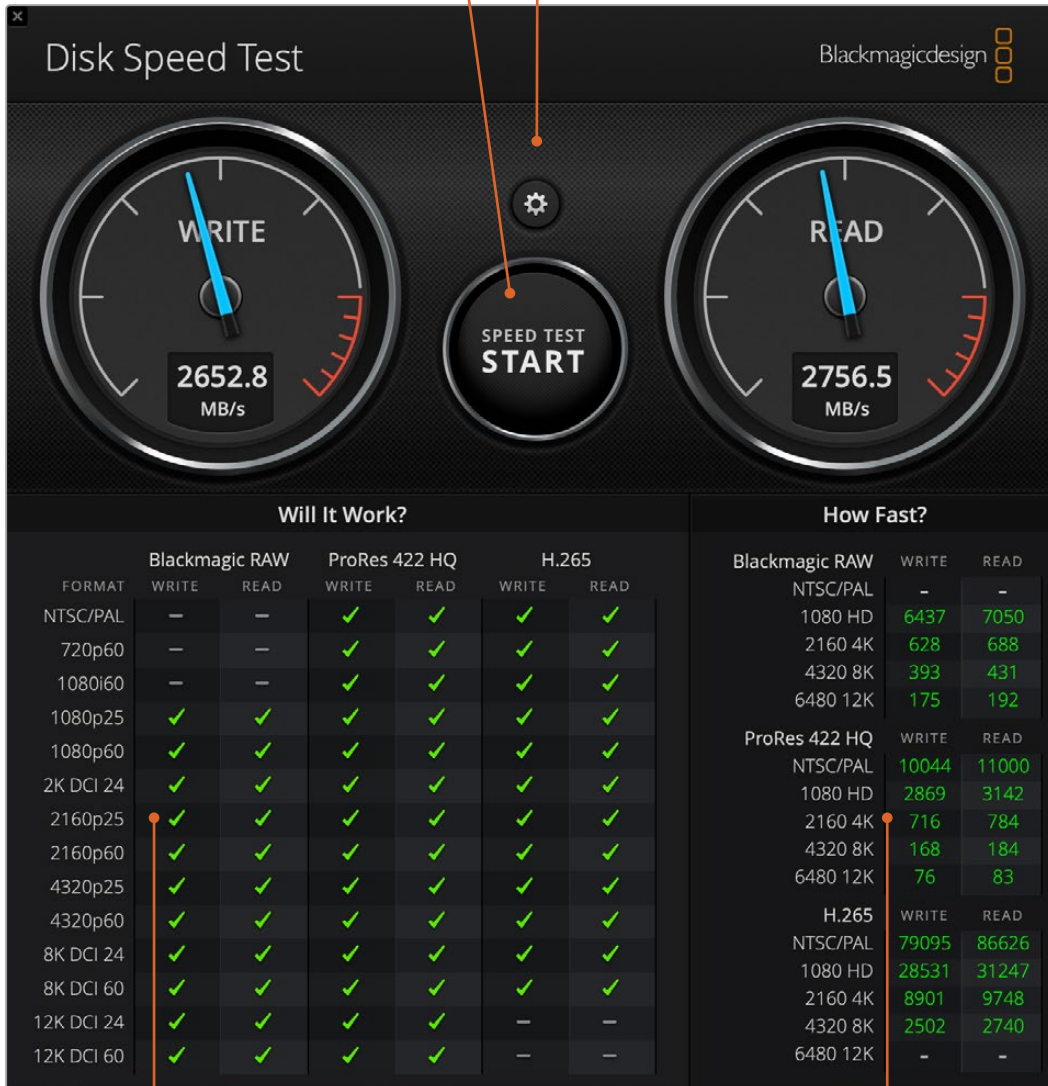 Disk Speed Test
Blackmagicdesign
WRITE
2652.8
MB/s
SPEED TEST
START
READ
2756.5
MB/s
Will It Work?
Blackmagic RAW ProRes 422 HQ H.265
FORMAT WRITE READ WRITE READ WRITE READ
NTSC/PAL – – ✓ ✓ ✓ ✓
720p60 – – ✓ ✓ ✓ ✓
1080i60 – – ✓ ✓ ✓ ✓
1080p25 ✓ ✓ ✓ ✓ ✓ ✓
1080p60 ✓ ✓ ✓ ✓ ✓ ✓
2K DCI 24 ✓ ✓ ✓ ✓ ✓ ✓
2160p25 ✓ ✓ ✓ ✓ ✓ ✓
2160p60 ✓ ✓ ✓ ✓ ✓ ✓
4320p25 ✓ ✓ ✓ ✓ ✓ ✓
4320p60 ✓ ✓ ✓ ✓ ✓ ✓
8K DCI 24 ✓ ✓ ✓ ✓ ✓ ✓
8K DCI 60 ✓ ✓ ✓ ✓ ✓ ✓
12K DCI 24 ✓ ✓ ✓ ✓ – –
12K DCI 60 ✓ ✓ ✓ ✓ – –
How Fast?
Blackmagic RAW WRITE READ
NTSC/PAL - -
1080 HD 6437 7050
2160 4K 628 688
4320 8K 393 431
6480 12K 175 192
ProRes 422 HQ WRITE READ
NTSC/PAL 10044 11000
1080 HD 2869 3142
2160 4K 716 784
4320 8K 168 184
6480 12K 76 83
H.265 WRITE READ
NTSC/PAL 79095 86626
1080 HD 28531 31247
2160 4K 8901 9748
4320 8K 2502 2740
6480 12K - -